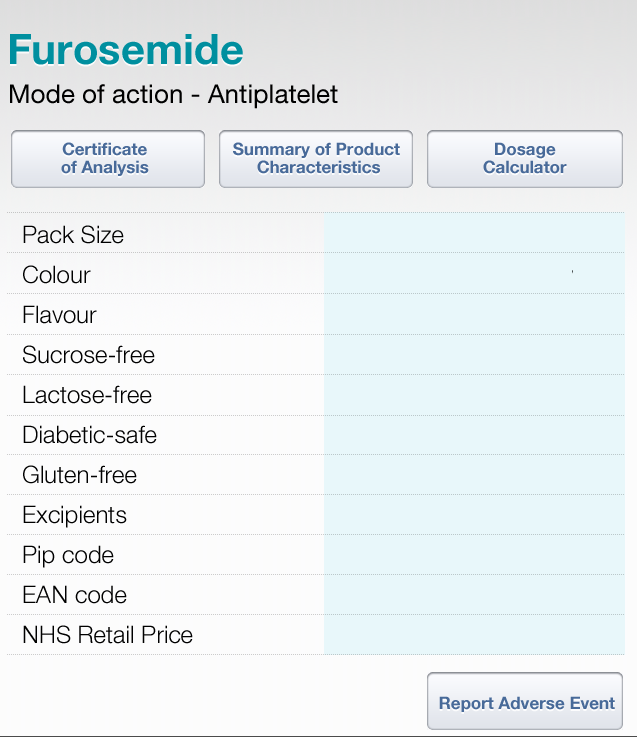 Furosemide
Mode of action - Antiplatelet
Certificate
of Analysis
Summary of Product
Characteristics
Dosage
Calculator
Pack Size
Colour
Flavour
Sucrose-free
Lactose-free
Diabetic-safe
Gluten-free
Excipients
Pip code
EAN code
NHS Retail Price
Report Adverse Event